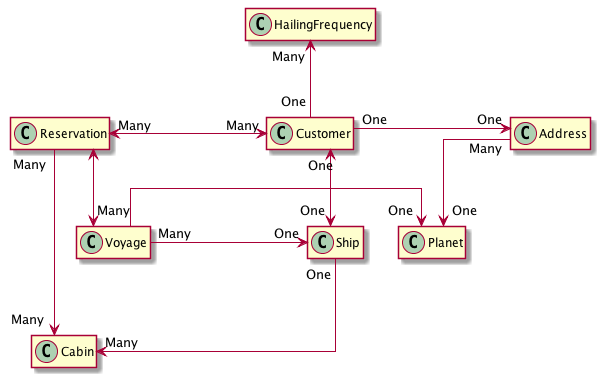 C HailingFrequency
Many
One
C Reservation
Many
Many
C Customer
One
One
C Address
Many
One
Many
Many
One
One
One
C Voyage
Many
One
C Ship
C Planet
One
Many
Many
C Cabin